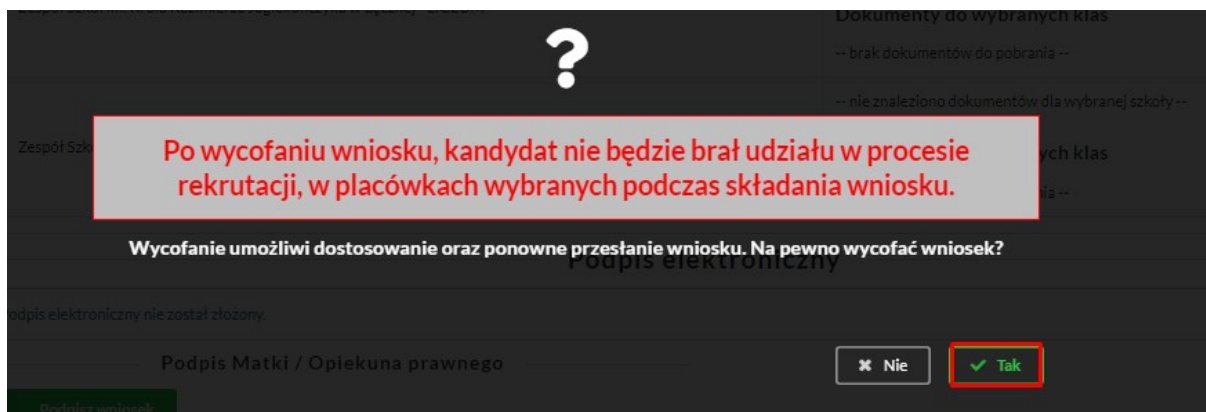 Dokumenty do wybranych klas
?
-- brak dokumentów do pobrania --
-- nie znaleziono dokumentów dla wybranej szkoły --
Zespół Szk
ych klas
Po wycofaniu wniosku, kandydat nie będzie brał udziału w procesie
rekrutacji, w placówkach wybranych podczas składania wniosku.
nia --
Wycofanie umożliwi dostosowanie oraz ponowne przesłanie wniosku. Na pewno wycofać wniosek?
Podpis elektroniczny
odpis elektroniczny nie został złożony.
Podpis Matki / Opiekuna prawnego
Nie
Tak
Podpisz wniosek